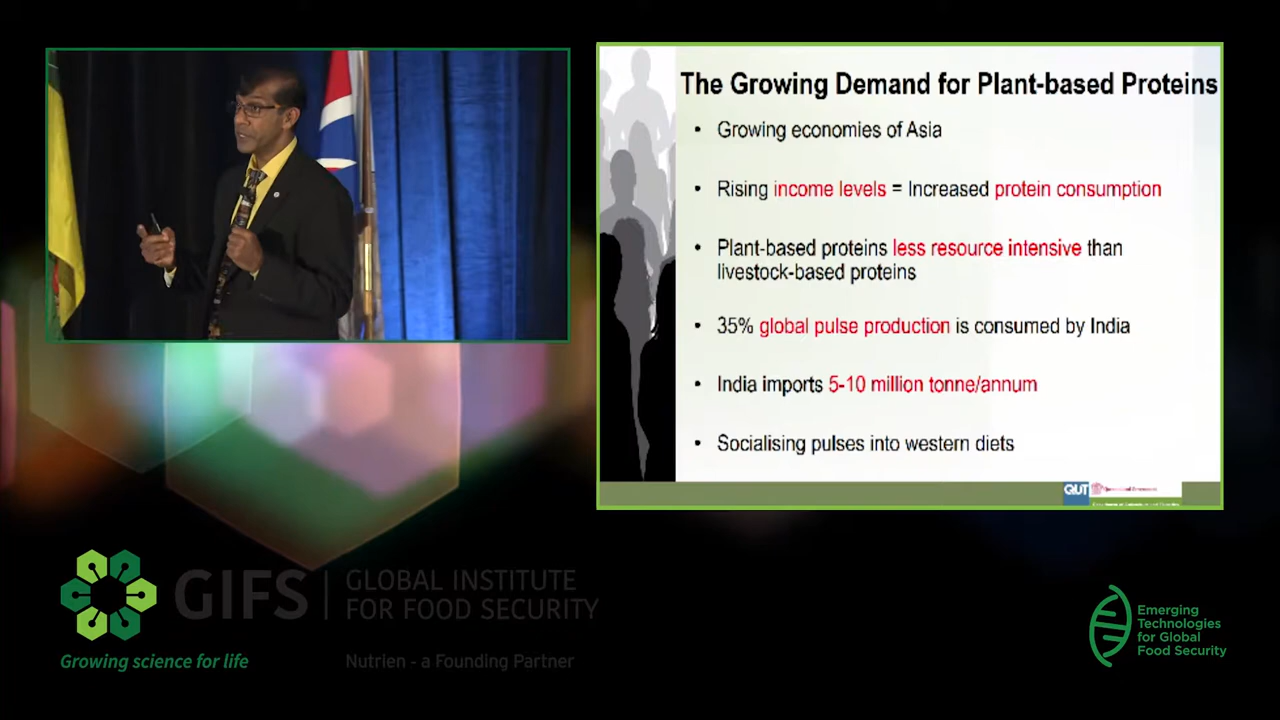 The Growing Demand for Plant-based Proteins
• Growing economies of Asia
• Rising income levels = Increased protein consumption
• Plant-based proteins less resource intensive than
livestock-based proteins
• 35% global pulse production is consumed by India
• India imports 5-10 million tonne/annum
• Socialising pulses into western diets
QUT
GIFS
GLOBAL INSTITUTE
FOR FOOD SECURITY
Growing science for life
Nutrien - a Founding Partner
Emerging
Technologies
for Global
Food Security